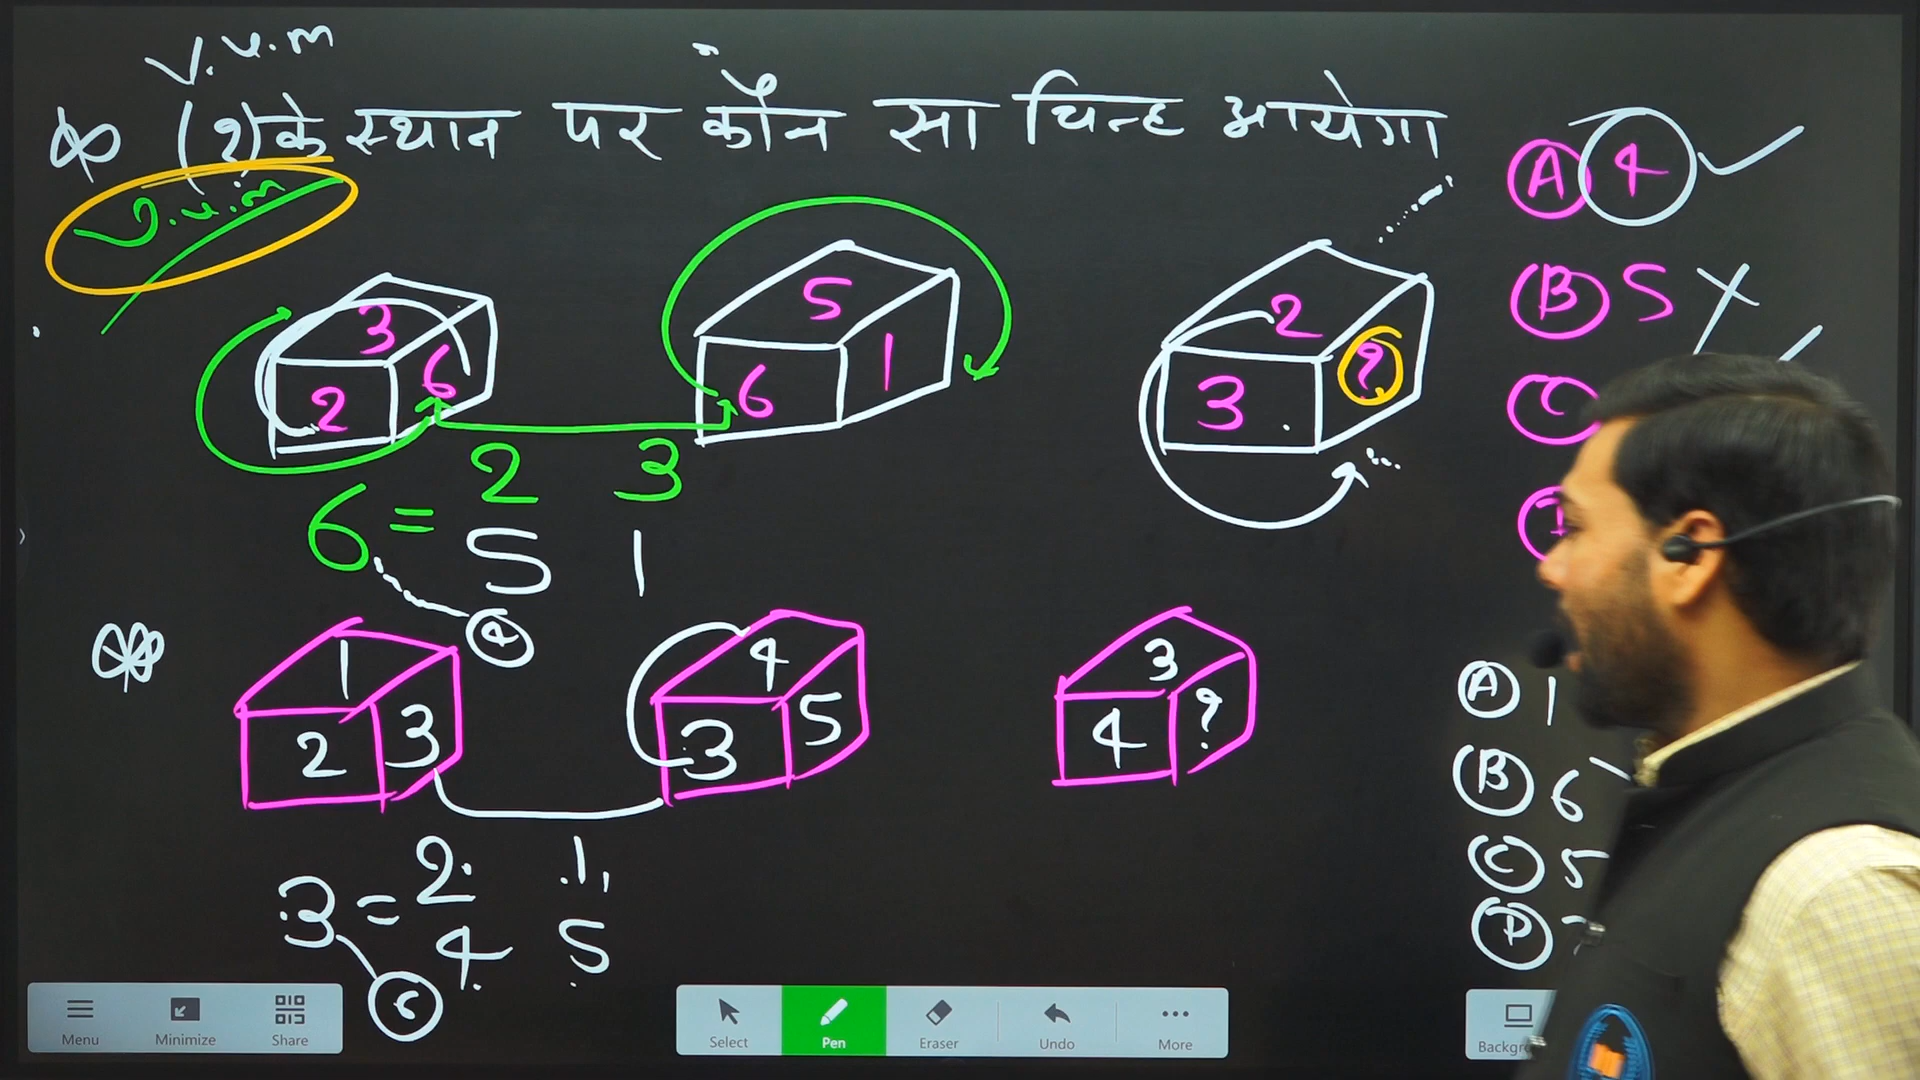 V.v.m
(?) के स्थान पर कौन सा चिन्ह आयेगा
V.v.m
3
2 6
5
6 1
2
3 ?
A 4
B 5
C
6 = 2 3
5 1
4
1
2 3
4
3 5
3
4 ?
A 1
B 6
C 5
D
3 = 2 1
4 5
6
Menu Minimize Share
Select Pen Eraser Undo More